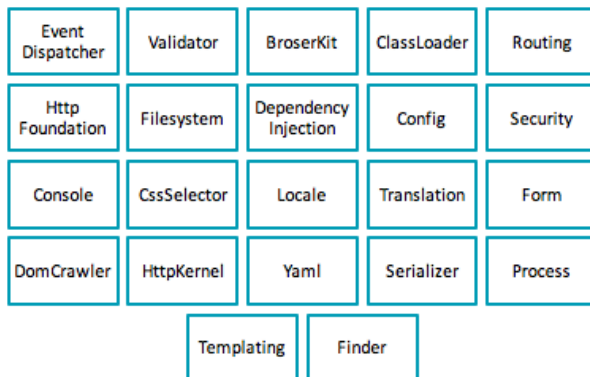 Event
Dispatcher
Validator
BroserKit
ClassLoader
Routing
Http
Foundation
Filesystem
Dependency
Injection
Config
Security
Console
CssSelector
Locale
Translation
Form
DomCrawler
HttpKernel
Yaml
Serializer
Process
Templating
Finder